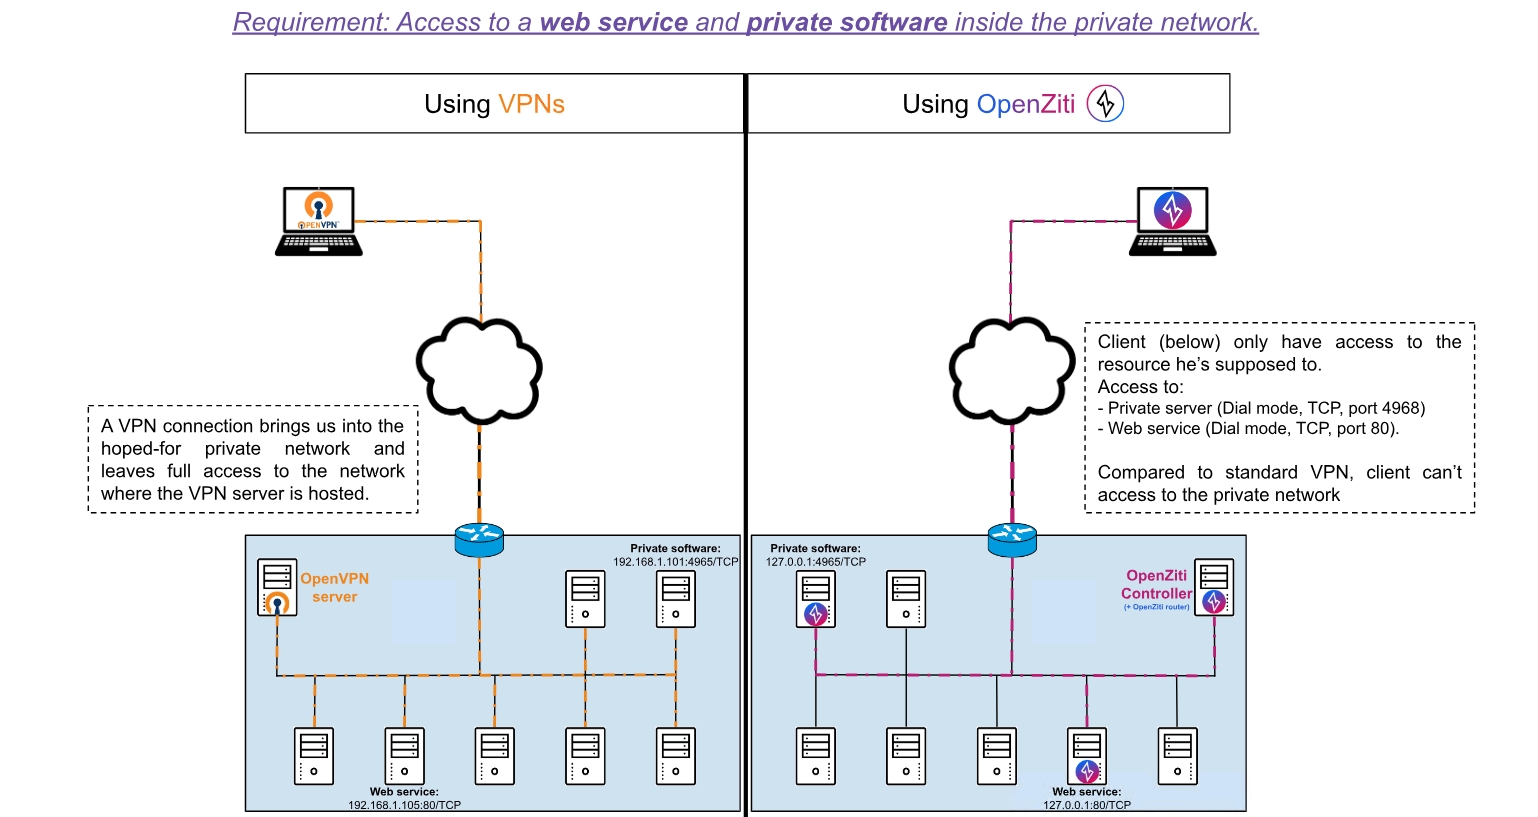 Requirement: Access to a web service and private software inside the private network.
Using VPNs
Using OpenZiti
OPENVPN
A VPN connection brings us into the
hoped-for private network and
leaves full access to the network
where the VPN server is hosted.
Client (below) only have access to the
resource he's supposed to.
Access to:
- Private server (Dial mode, TCP, port 4968)
- Web service (Dial mode, TCP, port 80).
Compared to standard VPN, client can't
access to the private network
OpenVPN
server
Private software:
192.168.1.101:4965/TCP
Web service:
192.168.1.105:80/TCP
Private software:
127.0.0.1:4965/TCP
OpenZiti
Controller
(+ OpenZiti router)
Web service:
127.0.0.1:80/TCP